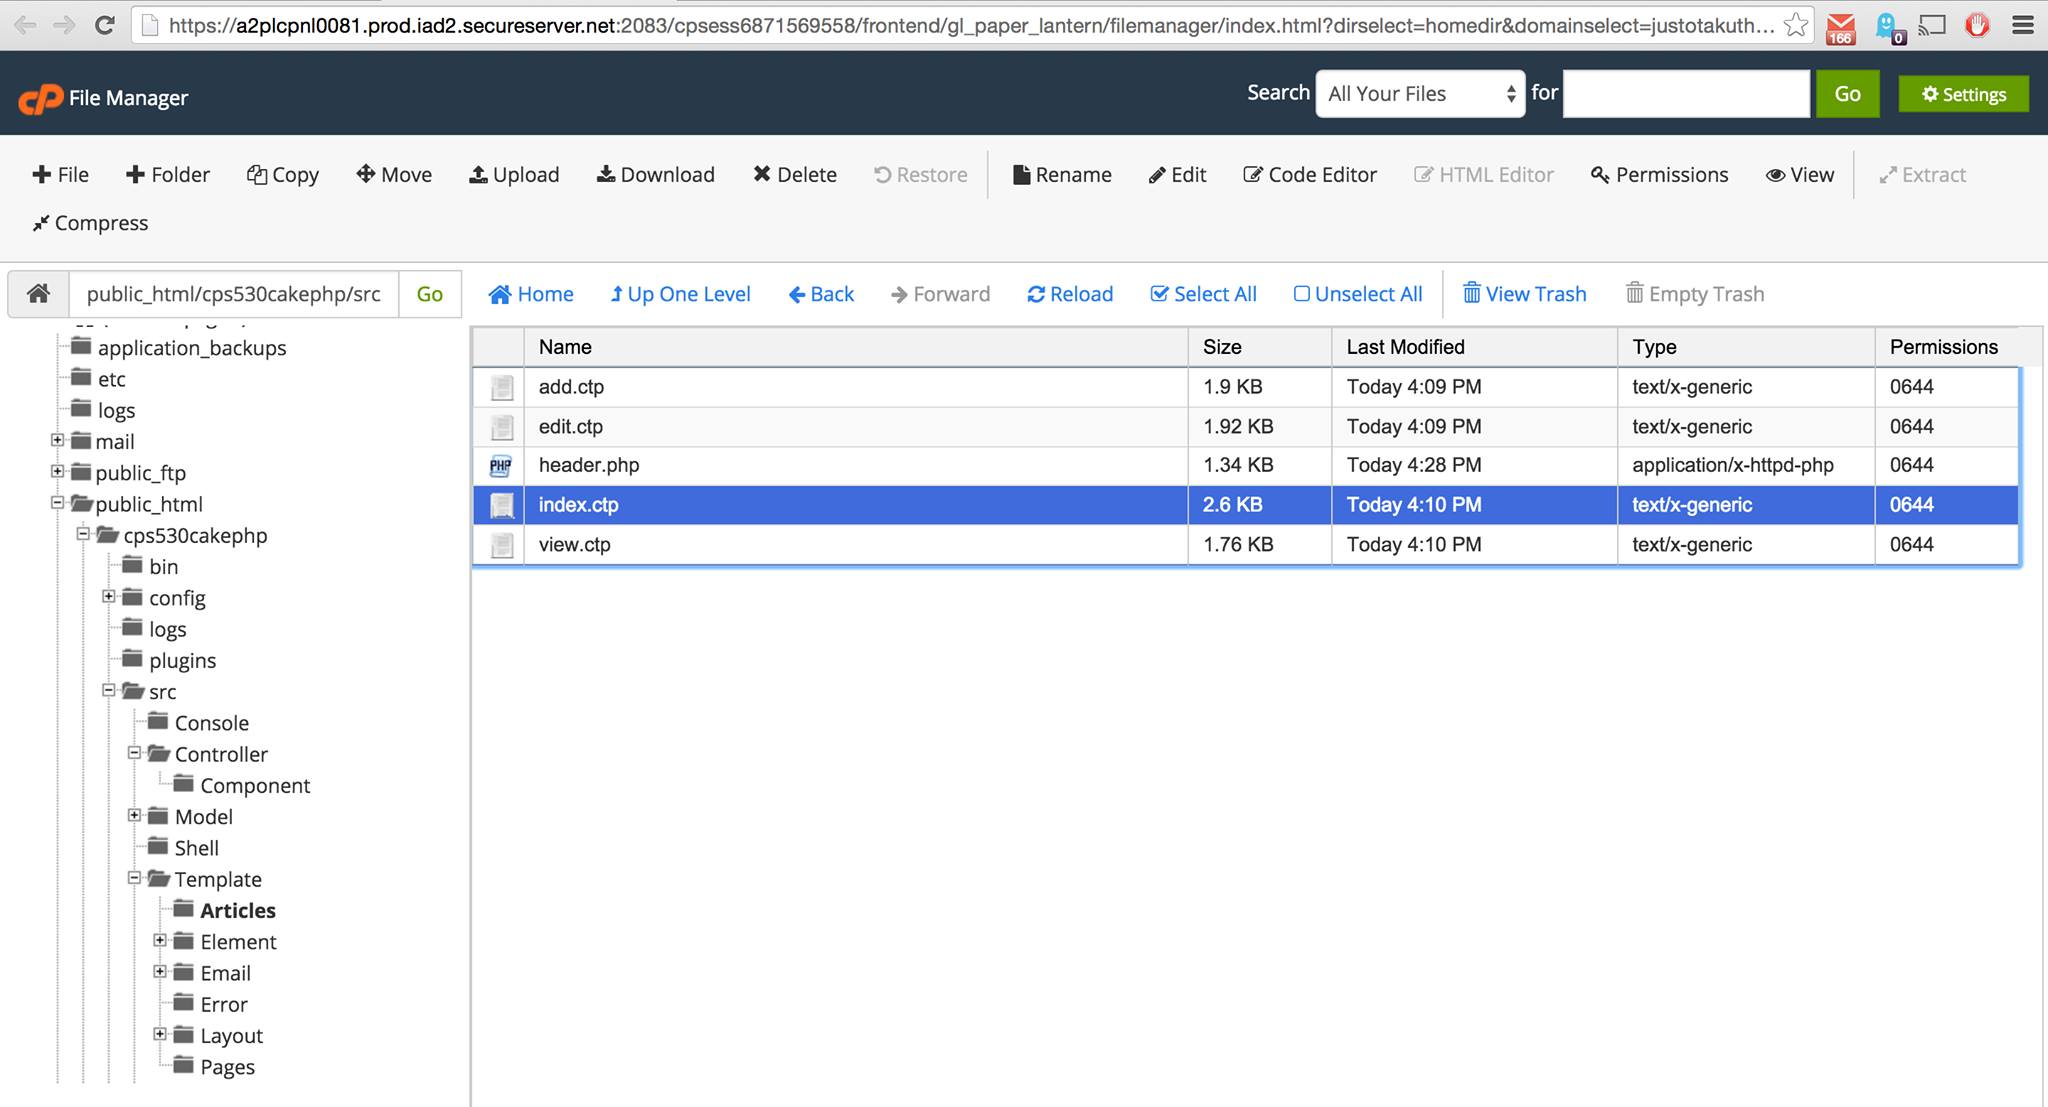 https://a2plcpnl0081.prod.iad2.secureserver.net:2083/cpsess6871569558/frontend/gl_paper_lantern/filemanager/index.html?dirselect=homedir&domainselect=justotakuth...
166
0
cP File Manager
Search All Your Files for Go Settings
File Folder Copy Move Upload Download Delete Restore Rename Edit Code Editor HTML Editor Permissions View Extract
Compress
public_html/cps530cakephp/src Go Home Up One Level Back Forward Reload Select All Unselect All View Trash Empty Trash
application_backups
etc
logs
mail
public_ftp
public_html
cps530cakephp
bin
config
logs
plugins
src
Console
Controller
Component
Model
Shell
Template
Articles
Element
Email
Error
Layout
Pages
Name Size Last Modified Type Permissions
add.ctp 1.9 KB Today 4:09 PM text/x-generic 0644
edit.ctp 1.92 KB Today 4:09 PM text/x-generic 0644
PHP header.php 1.34 KB Today 4:28 PM application/x-httpd-php 0644
index.ctp 2.6 KB Today 4:10 PM text/x-generic 0644
view.ctp 1.76 KB Today 4:10 PM text/x-generic 0644